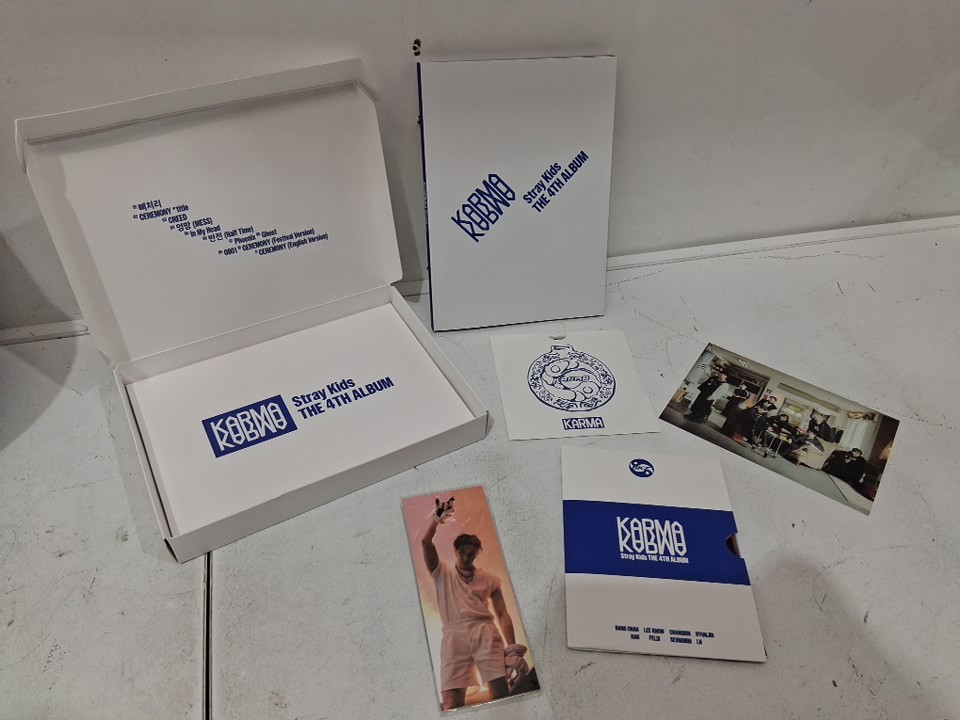 01 삐처리
02 CEREMONY *title
03 CREED
04 엉망 (MESS)
05 In My Head
06 반전 (Half Time)
07 Phoenix 08 Ghost
09 0801 10 CEREMONY (Festival Version)
11 CEREMONY (English Version)
KARMA
Stray Kids
THE 4TH ALBUM
KARMA
Stray Kids
THE 4TH ALBUM
KARMA
KARMA
Stray Kids THE 4TH ALBUM
BANG CHAN LEE KNOW CHANGBIN HYUNJIN
HAN FELIX SEUNGMIN I.N